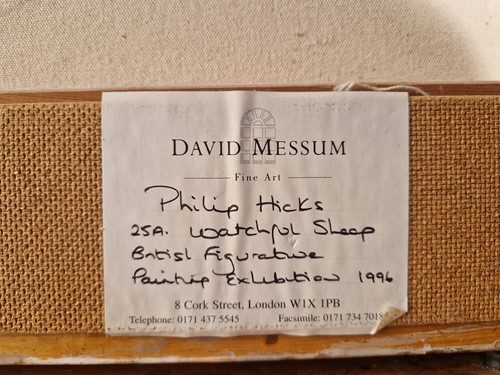 DAVID MESSUM
Fine Art
Philip Hicks
25A. Watchful Sheep
British Figurative
Painting Exhibition 1996
8 Cork Street, London W1X 1PB
Telephone: 0171 437 5545 Facsimile: 0171 734 7018